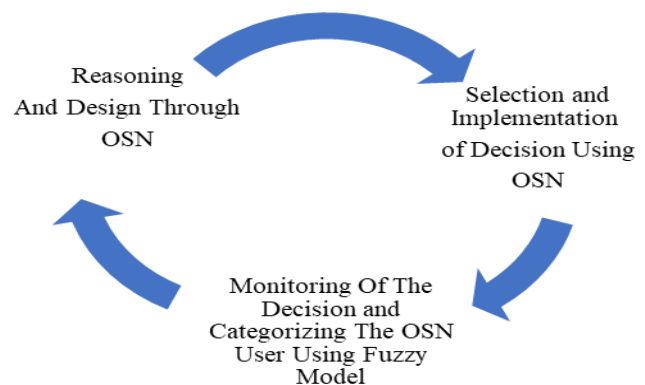 Reasoning
And Design Through
OSN
Selection and
Implementation
of Decision Using
OSN
Monitoring Of The
Decision and
Categorizing The OSN
User Using Fuzzy
Model